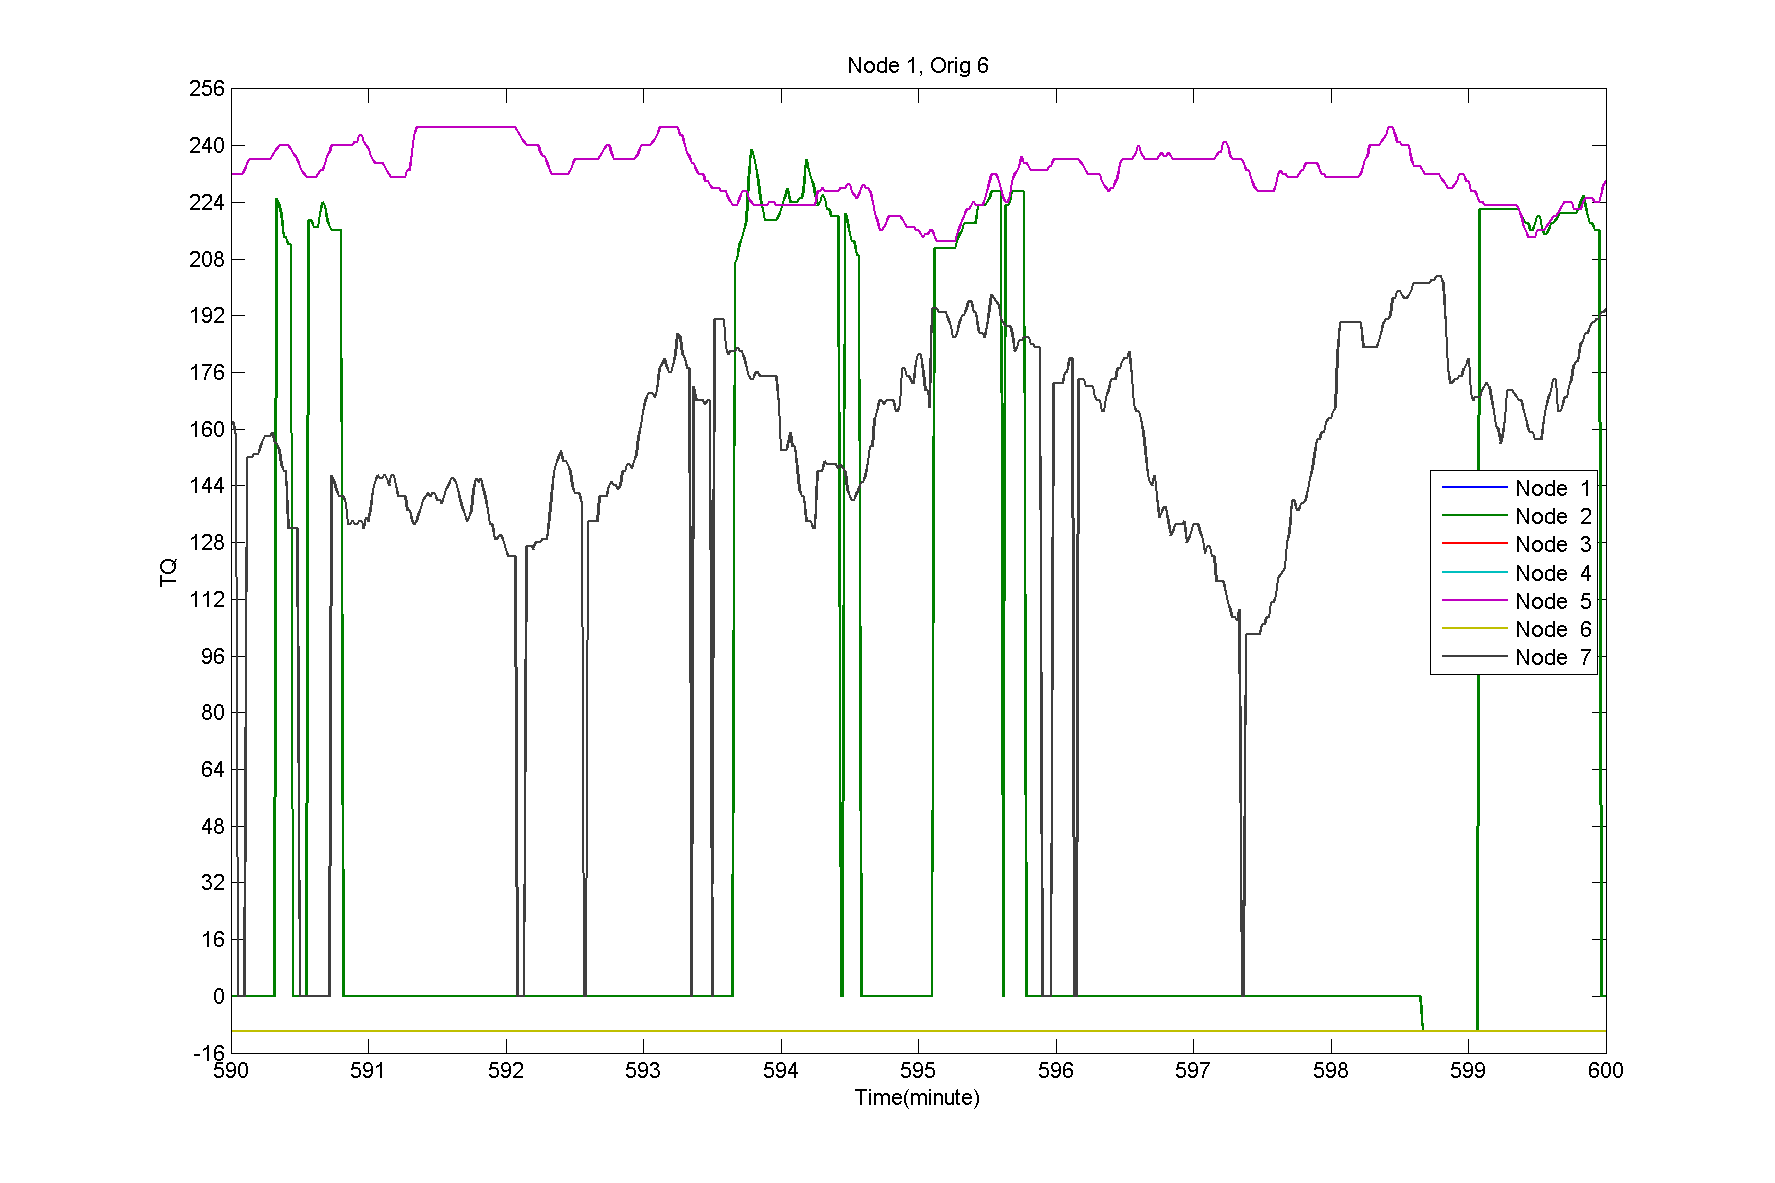 Node 1, Orig 6
256
240
224
208
192
176
160
144
128
112
96
80
64
48
32
16
0
-16
TQ
Node 1
Node 2
Node 3
Node 4
Node 5
Node 6
Node 7
590 591 592 593 594 595 596 597 598 599 600
Time(minute)